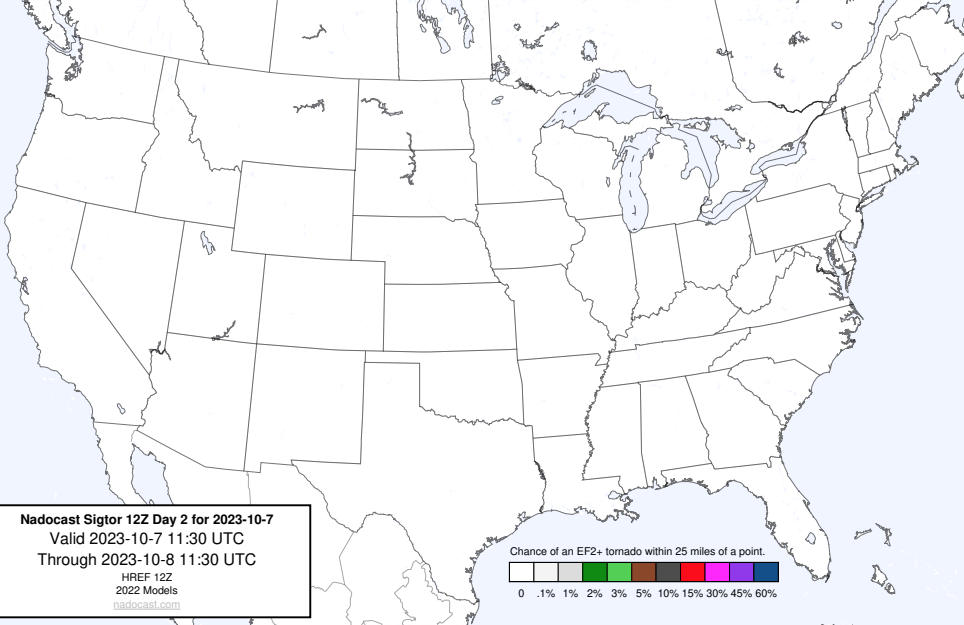 Nadocast Sigtor 12Z Day 2 for 2023-10-7
Valid 2023-10-7 11:30 UTC
Through 2023-10-8 11:30 UTC
HREF 12Z
2022 Models
nadocast.com
Chance of an EF2+ tornado within 25 miles of a point.
0 .1% 1% 2% 3% 5% 10% 15% 30% 45% 60%